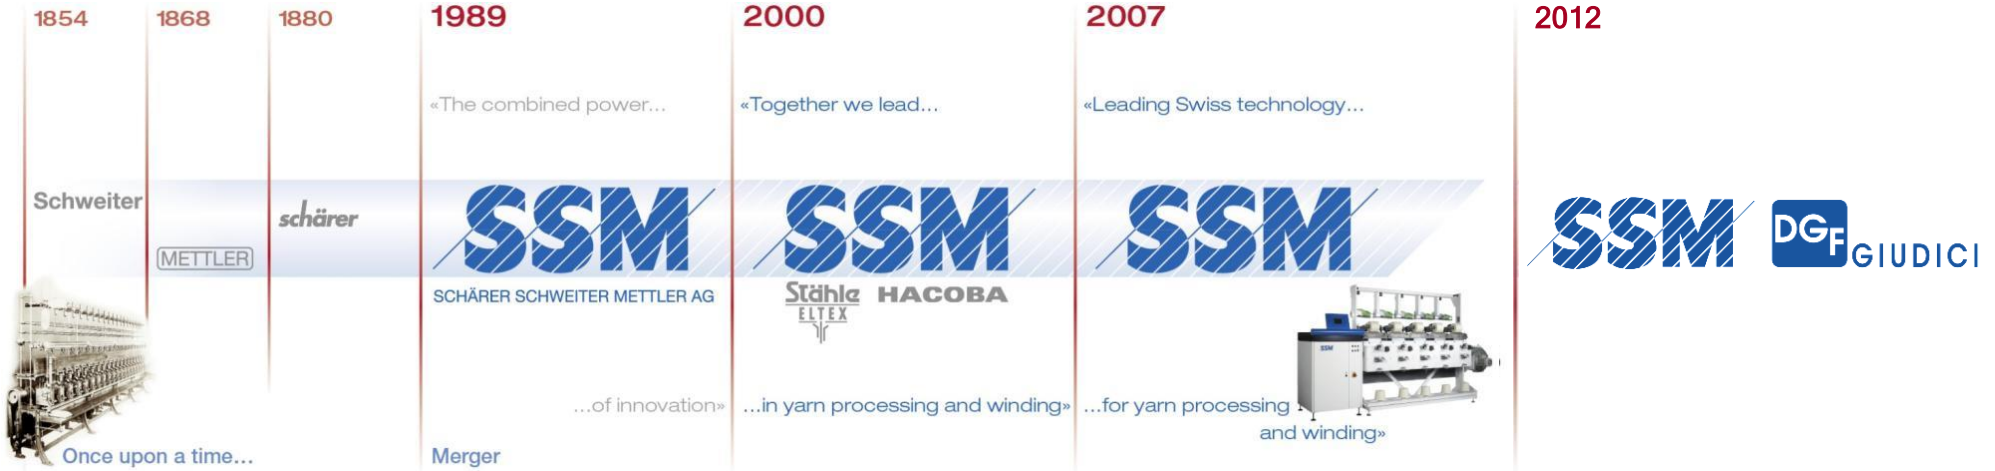 1854
1868
1880
1989
2000
2007
2012
«The combined power...
«Together we lead...
«Leading Swiss technology...
Schweiter
METTLER
schärer
SSM
SCHÄRER SCHWEITER METTLER AG
SSM
Stähle
ELTEX
HACOBA
SSM
SSM
SSM
DGF
GIUDICI
...of innovation»
...in yarn processing and winding»
...for yarn processing
and winding»
Once upon a time...
Merger